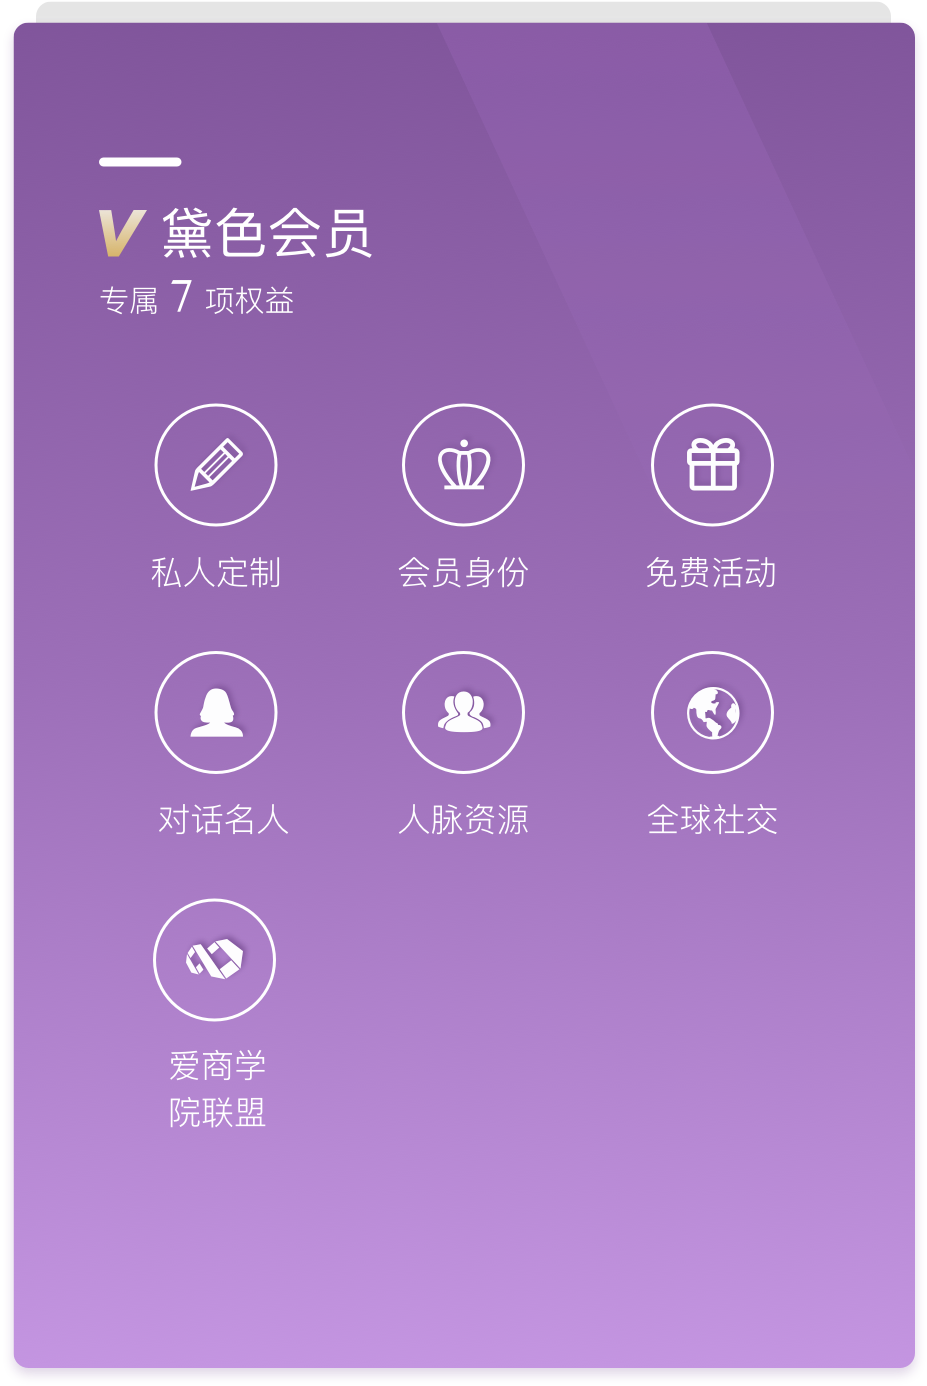 V 黛色会员
专属 7 项权益
私人定制 会员身份 免费活动
对话名人 人脉资源 全球社交
爱商学
院联盟